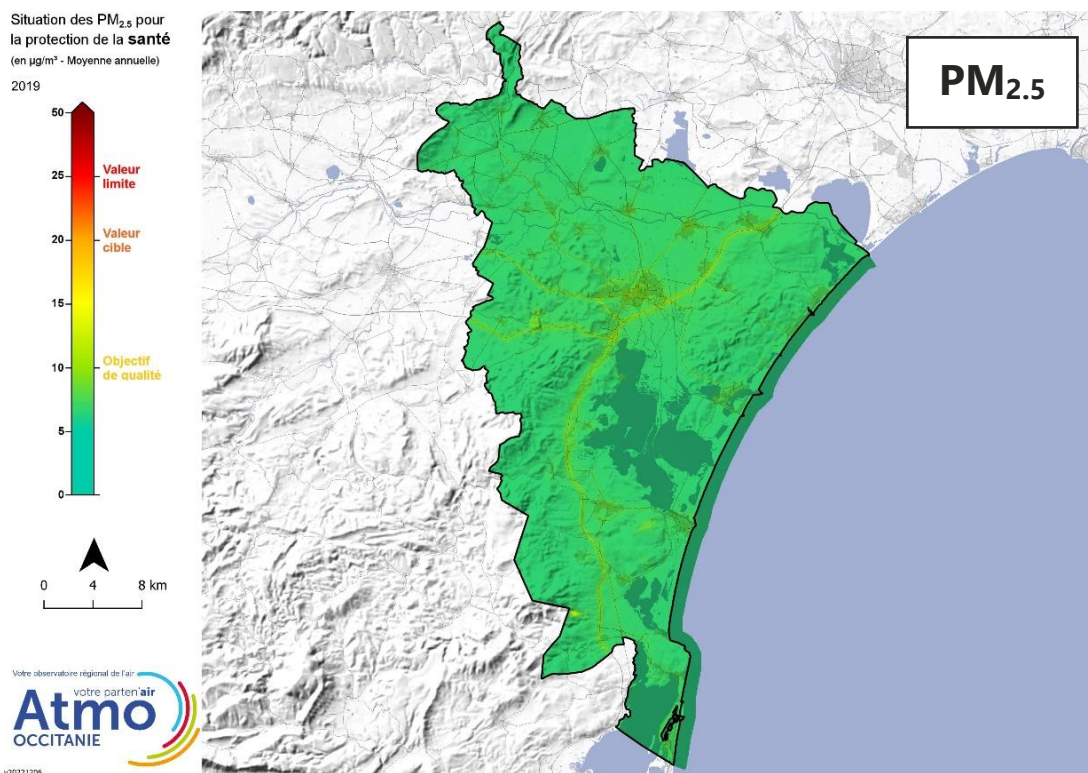 Situation des PM2.5 pour
la protection de la santé
(en µg/m³ - Moyenne annuelle)
2019
PM2.5
50
25
Valeur
limite
20
Valeur
cible
15
10
Objectif
de qualité
5
0
0 4 8 km
Votre observatoire régional de l'air
votre parten'air
Atmo
OCCITANIE
v20221206